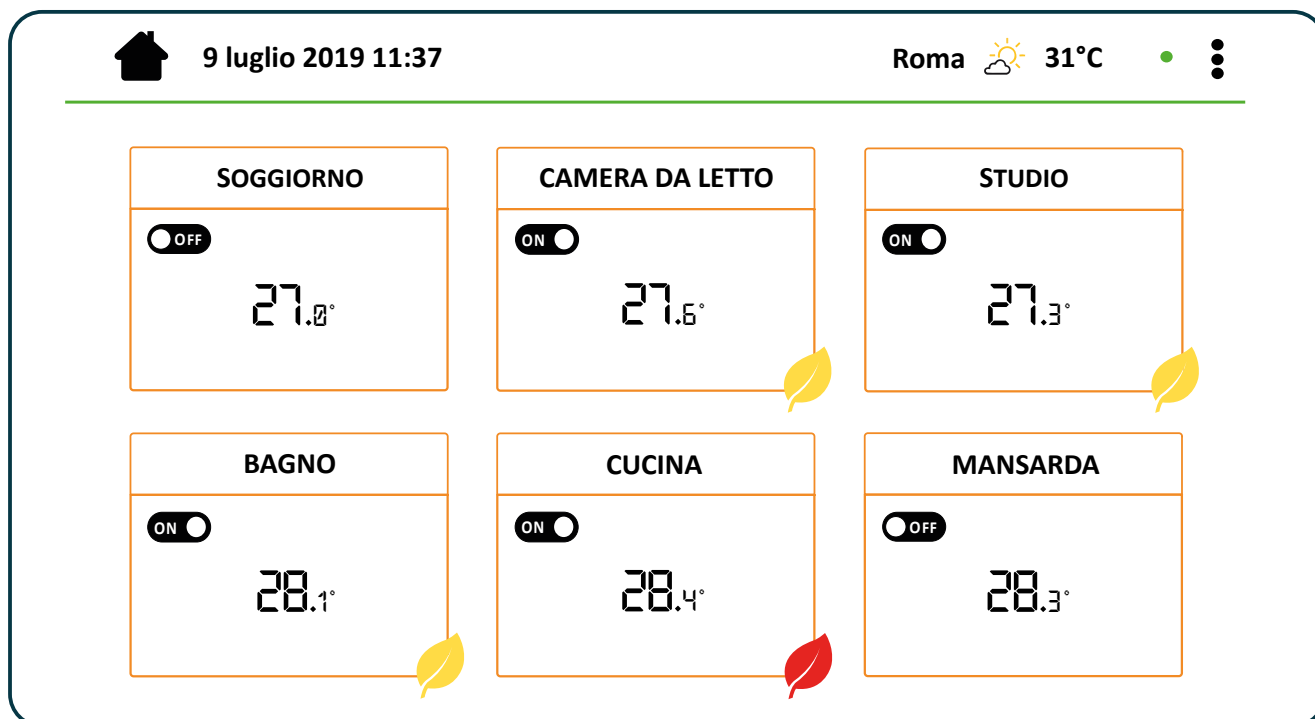 9 luglio 2019 11:37
Roma 31°C
SOGGIORNO
OFF
27.0°
CAMERA DA LETTO
ON
27.6°
STUDIO
ON
27.3°
BAGNO
ON
28.1°
CUCINA
ON
28.4°
MANSARDA
OFF
28.3°